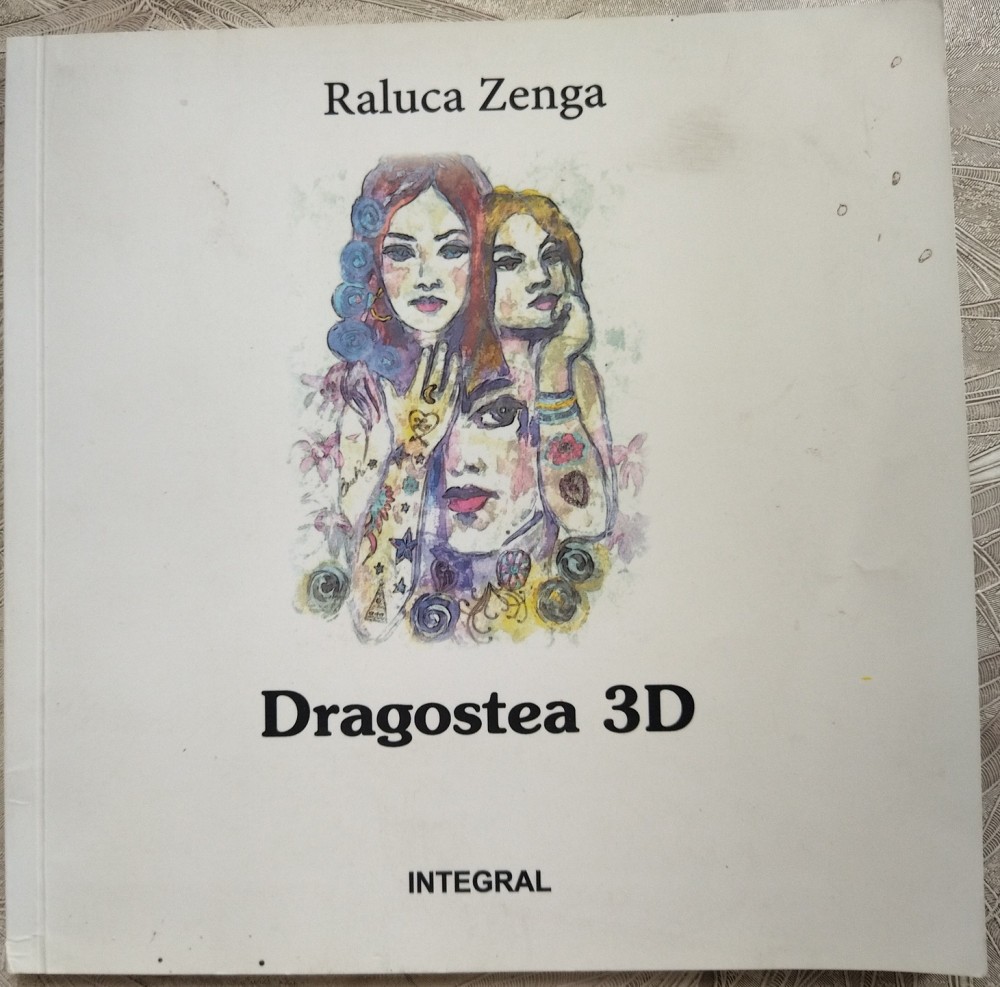 Raluca Zenga
Dragostea 3D
INTEGRAL